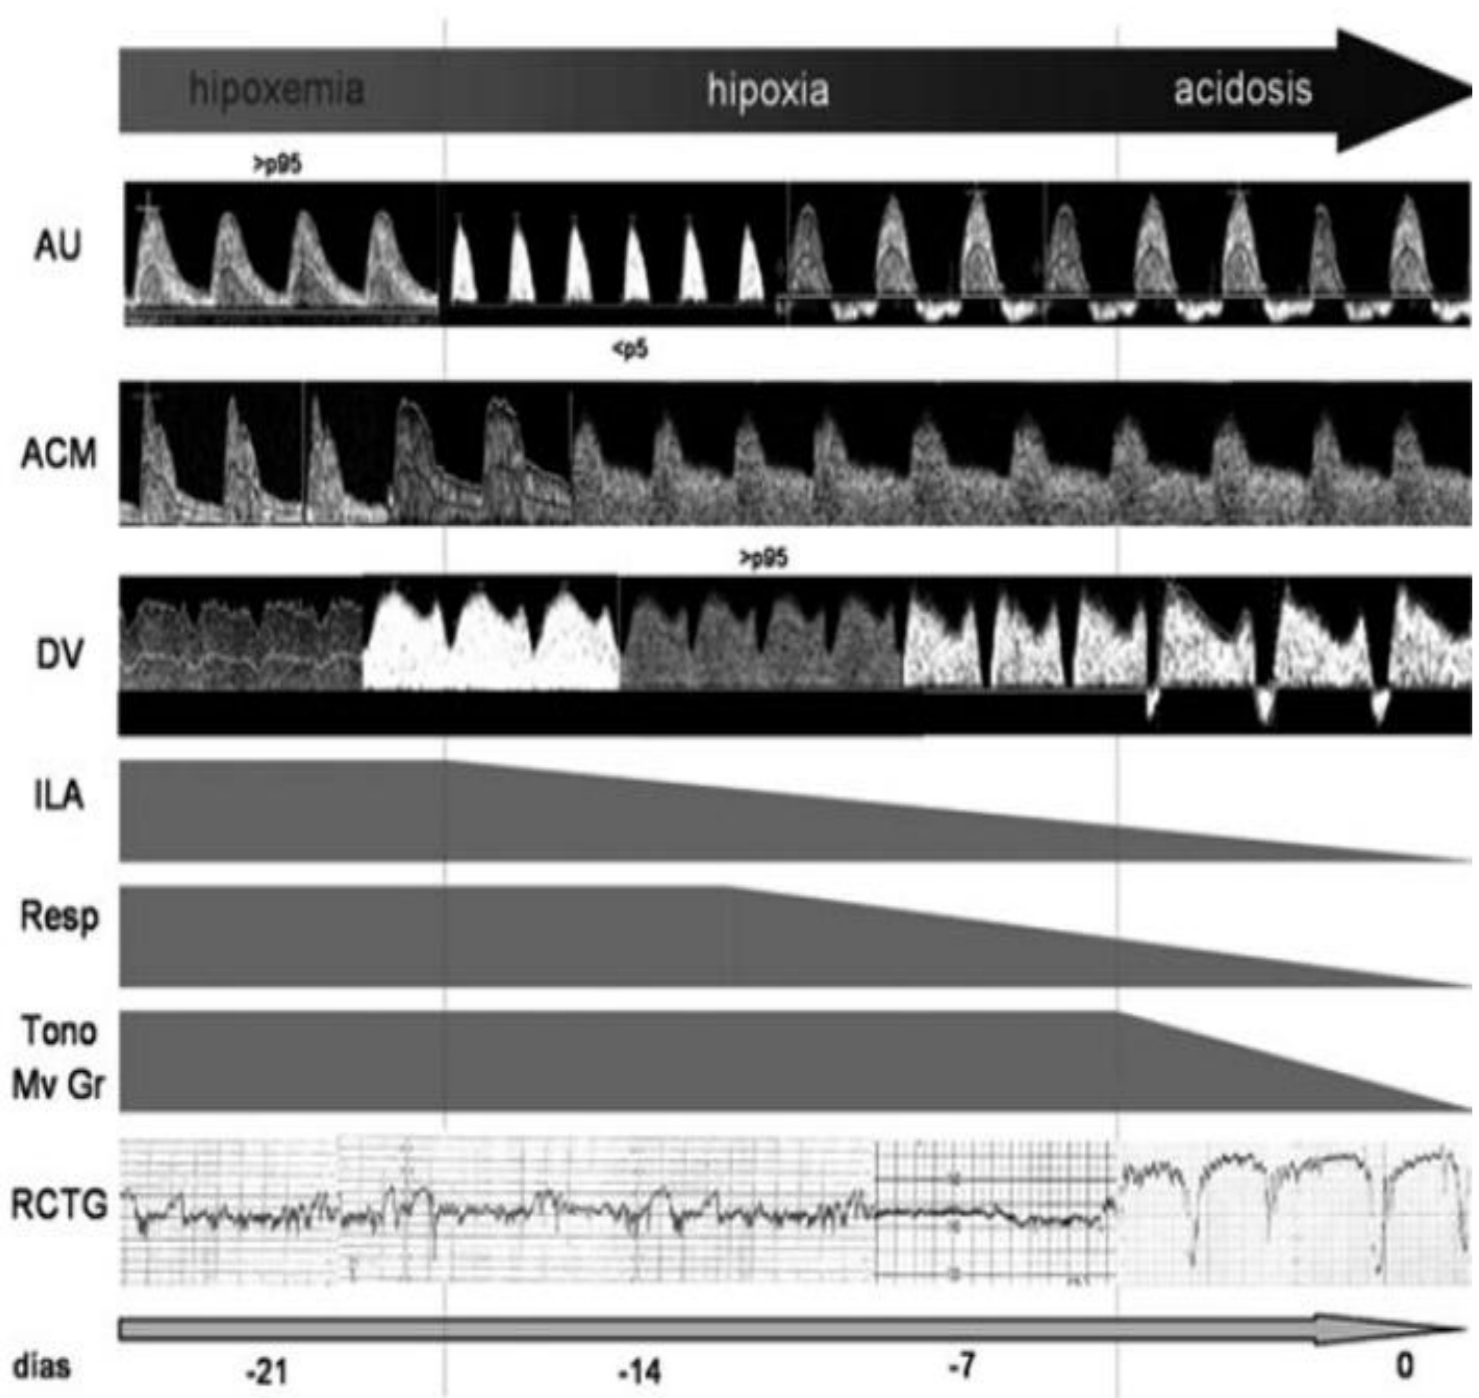 hipoxemia hipoxia acidosis
>p95
AU
<p5
ACM
>p95
DV
ILA
Resp
Tono
Mv Gr
RCTG
dias -21 -14 -7 0